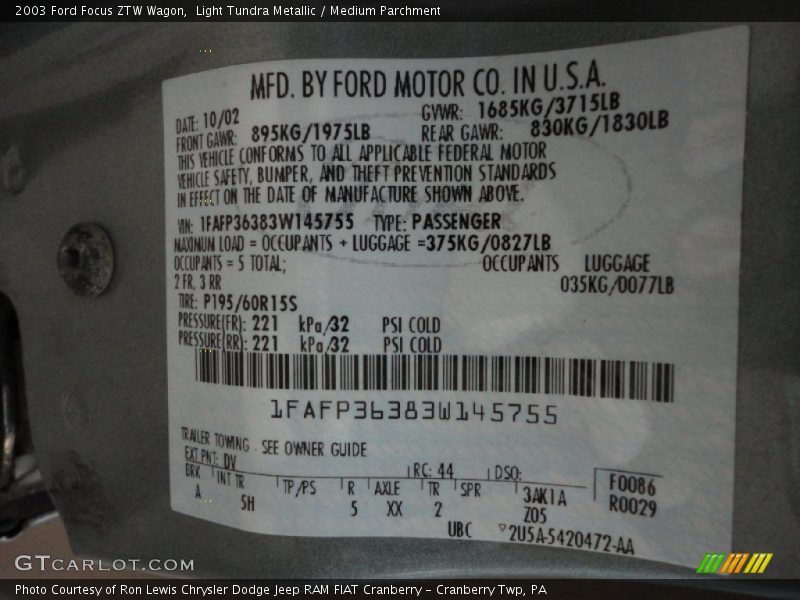 2003 Ford Focus ZTW Wagon, Light Tundra Metallic / Medium Parchment
MFD. BY FORD MOTOR CO. IN U.S.A.
DATE: 10/02 GVWR: 1685KG/3715LB
FRONT GAWR: 895KG/1975LB REAR GAWR: 830KG/1830LB
THIS VEHICLE CONFORMS TO ALL APPLICABLE FEDERAL MOTOR
VEHICLE SAFETY, BUMPER, AND THEFT PREVENTION STANDARDS
IN EFFECT ON THE DATE OF MANUFACTURE SHOWN ABOVE.
VIN: 1FAFP36383W145755 TYPE: PASSENGER
MAXIMUM LOAD = OCCUPANTS + LUGGAGE =375KG/0827LB
OCCUPANTS = 5 TOTAL; OCCUPANTS LUGGAGE
2 FR, 3 RR 035KG/0077LB
TIRE: P195/60R15S
PRESSURE(FR): 221 kPa/32 PSI COLD
PRESSURE(RR): 221 kPa/32 PSI COLD
1FAFP36383W145755
TRAILER TOWING - SEE OWNER GUIDE
EXT PNT: DV RC: 44 DSO: F0086
BRK INT TR TP/PS R AXLE TR SPR R0029
A 5H 5 XX 2 3AK1A
Z05
UBC 2U5A-5420472-AA
GTCARLOT.COM
Photo Courtesy of Ron Lewis Chrysler Dodge Jeep RAM FIAT Cranberry – Cranberry Twp, PA